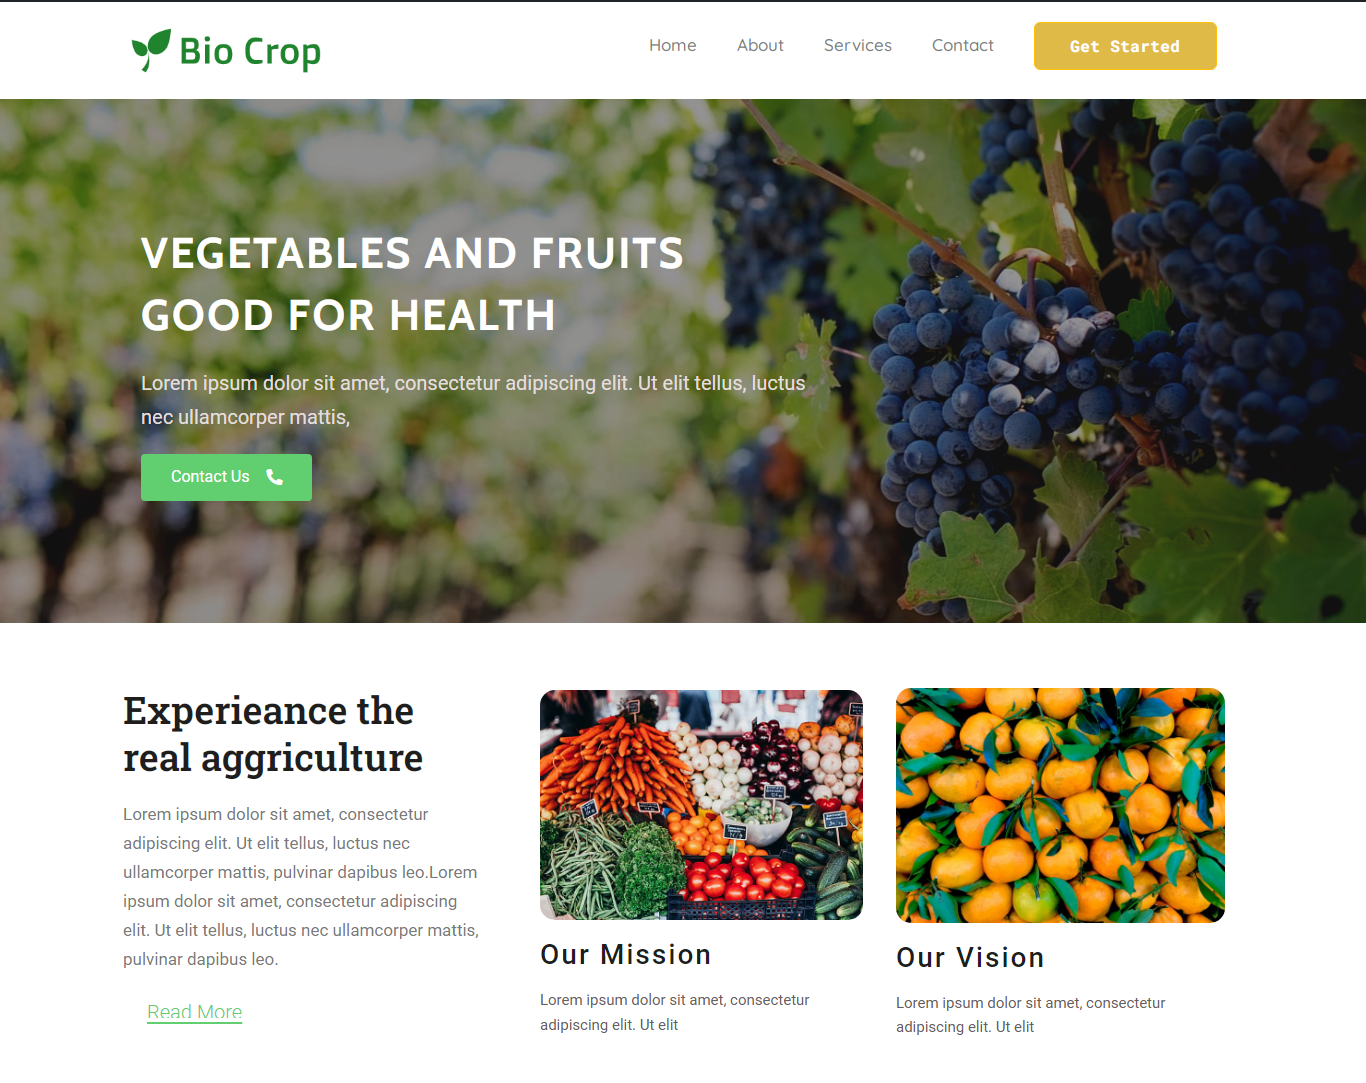 Bio Crop
Home
About
Services
Contact
Get Started
VEGETABLES AND FRUITS
GOOD FOR HEALTH
Lorem ipsum dolor sit amet, consectetur adipiscing elit. Ut elit tellus, luctus
nec ullamcorper mattis,
Contact Us
Experieance the
real aggriculture
Lorem ipsum dolor sit amet, consectetur
adipiscing elit. Ut elit tellus, luctus nec
ullamcorper mattis, pulvinar dapibus leo.Lorem
ipsum dolor sit amet, consectetur adipiscing
elit. Ut elit tellus, luctus nec ullamcorper mattis,
pulvinar dapibus leo.
Read More
Our Mission
Lorem ipsum dolor sit amet, consectetur
adipiscing elit. Ut elit
Our Vision
Lorem ipsum dolor sit amet, consectetur
adipiscing elit. Ut elit